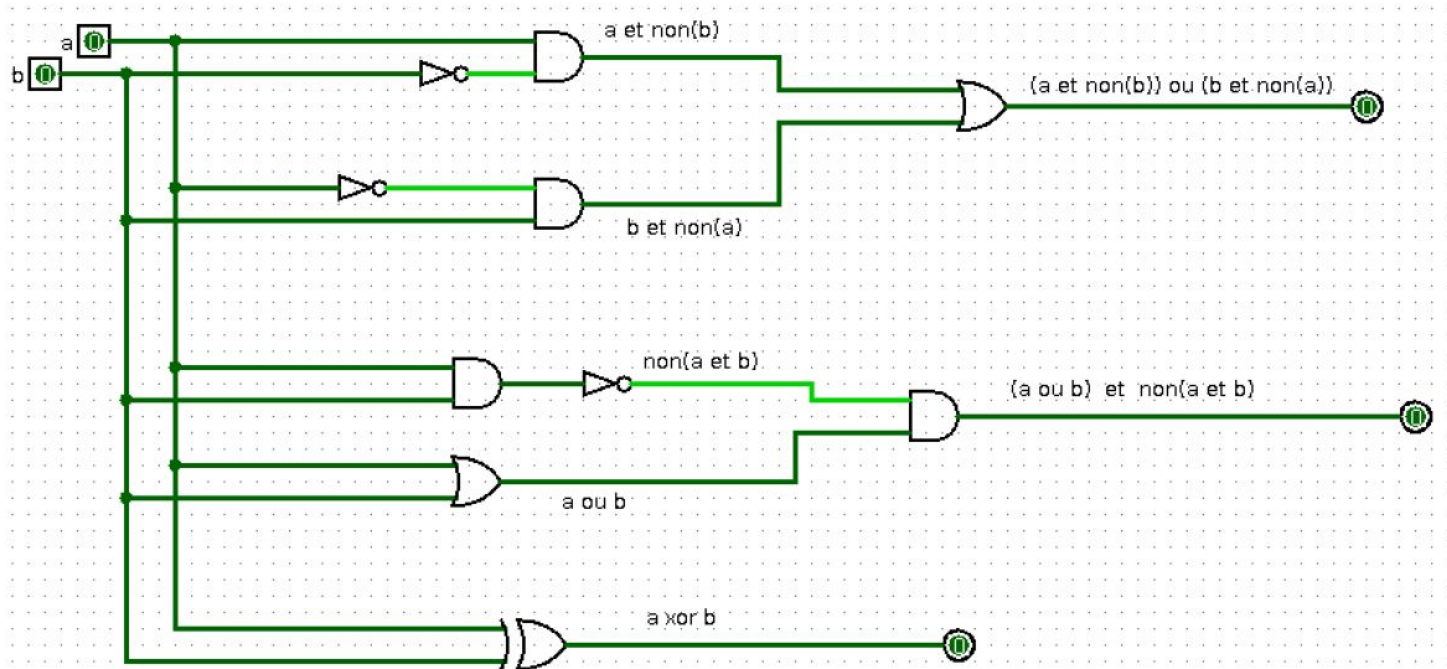 a
b
a et non(b)
(a et non(b)) ou (b et non(a))
b et non(a)
non(a et b)
(a ou b) et non(a et b)
a ou b
a xor b